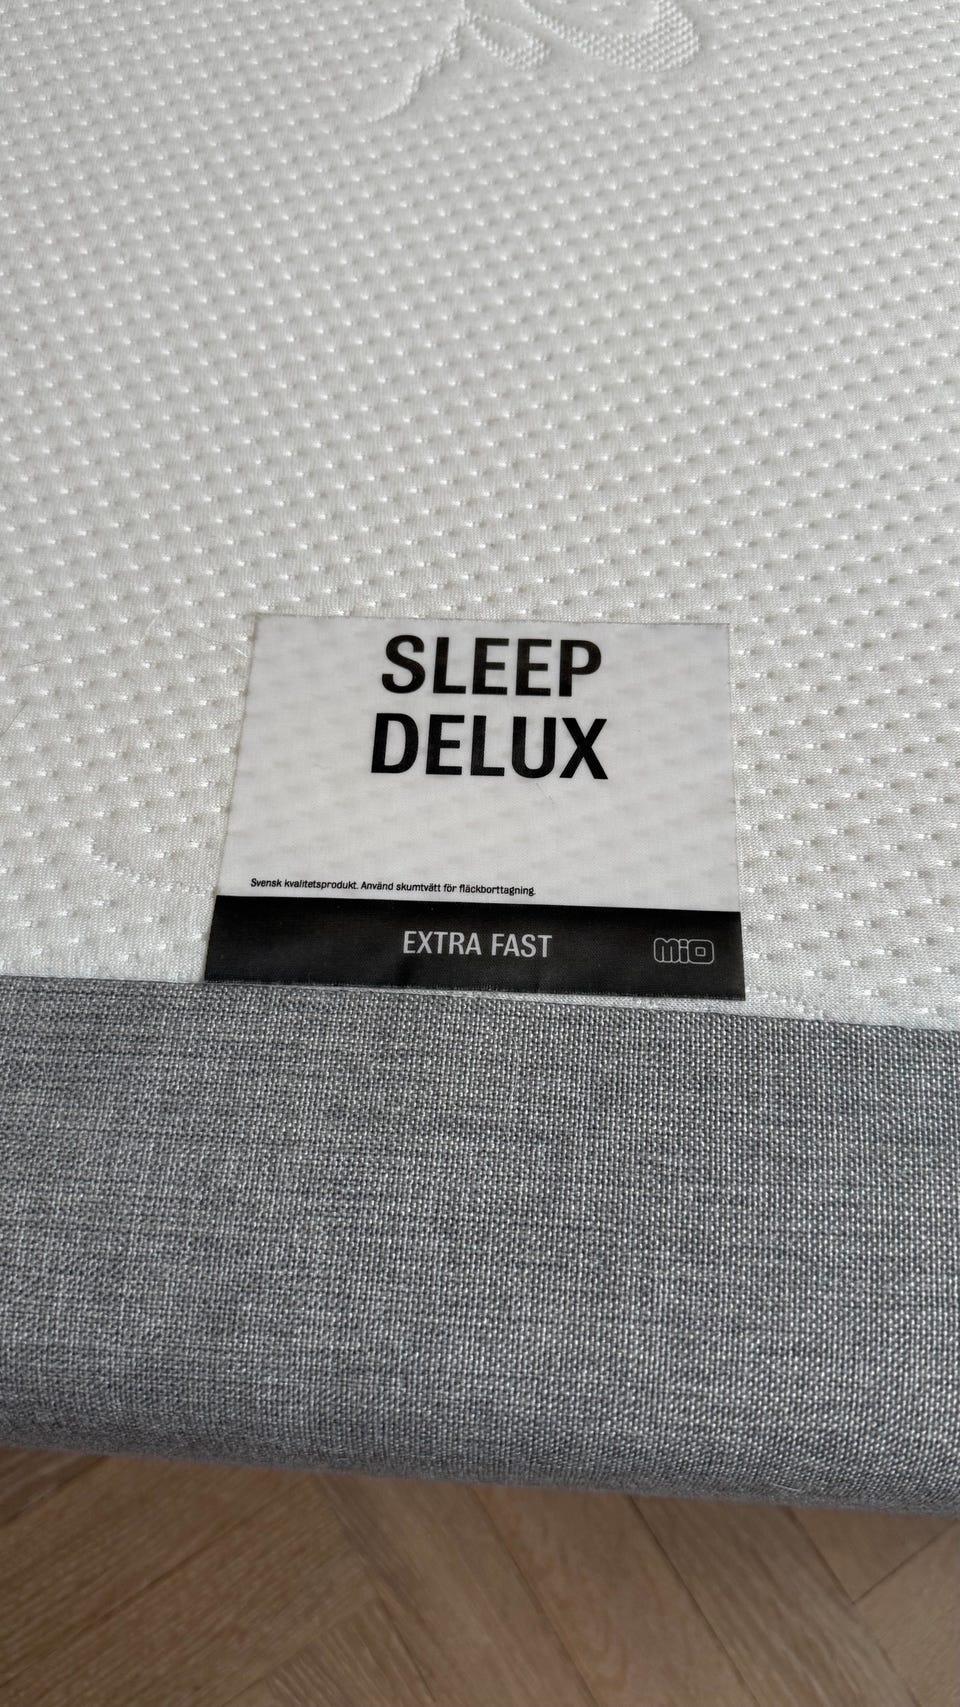 SLEEP
DELUX
Svensk kvalitetsprodukt. Använd skumtvätt för fläckborttagning.
EXTRA FAST
MiO